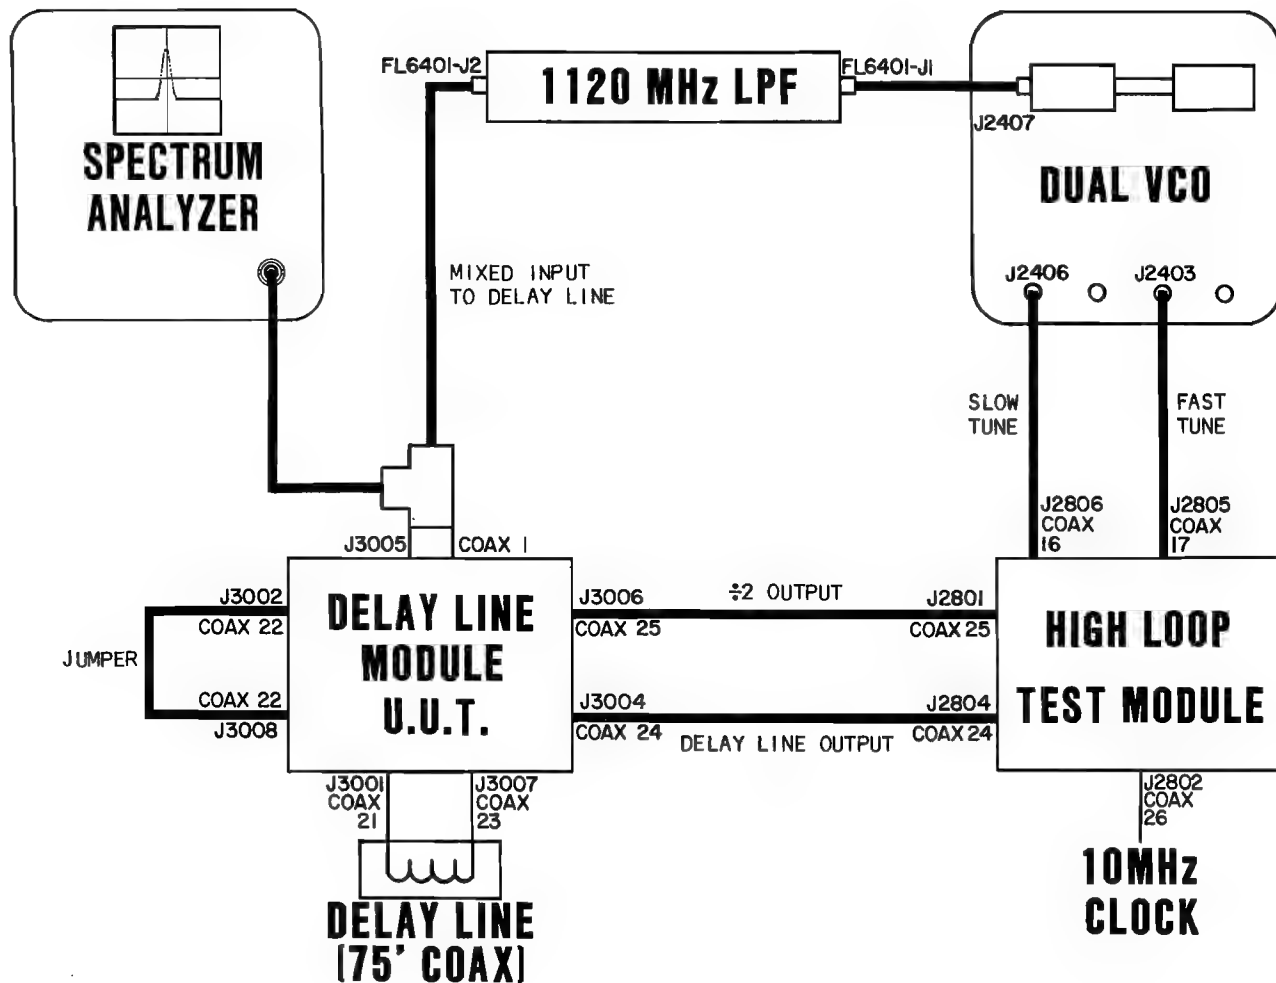 SPECTRUM
ANALYZER
FL6401-J2
1120 MHz LPF
FL6401-J1
J2407
DUAL VCO
J2406
J2403
MIXED INPUT
TO DELAY LINE
SLOW
TUNE
FAST
TUNE
J2806
COAX
16
J2805
COAX
17
J3005
COAX 1
J3002
COAX 22
JUMPER
COAX 22
J3008
DELAY LINE
MODULE
U.U.T.
J3006
COAX 25
÷2 OUTPUT
J2801
COAX 25
J3004
COAX 24
DELAY LINE OUTPUT
J2804
COAX 24
HIGH LOOP
TEST MODULE
J3001
COAX
21
J3007
COAX
23
DELAY LINE
(75' COAX)
J2802
COAX
26
10MHz
CLOCK